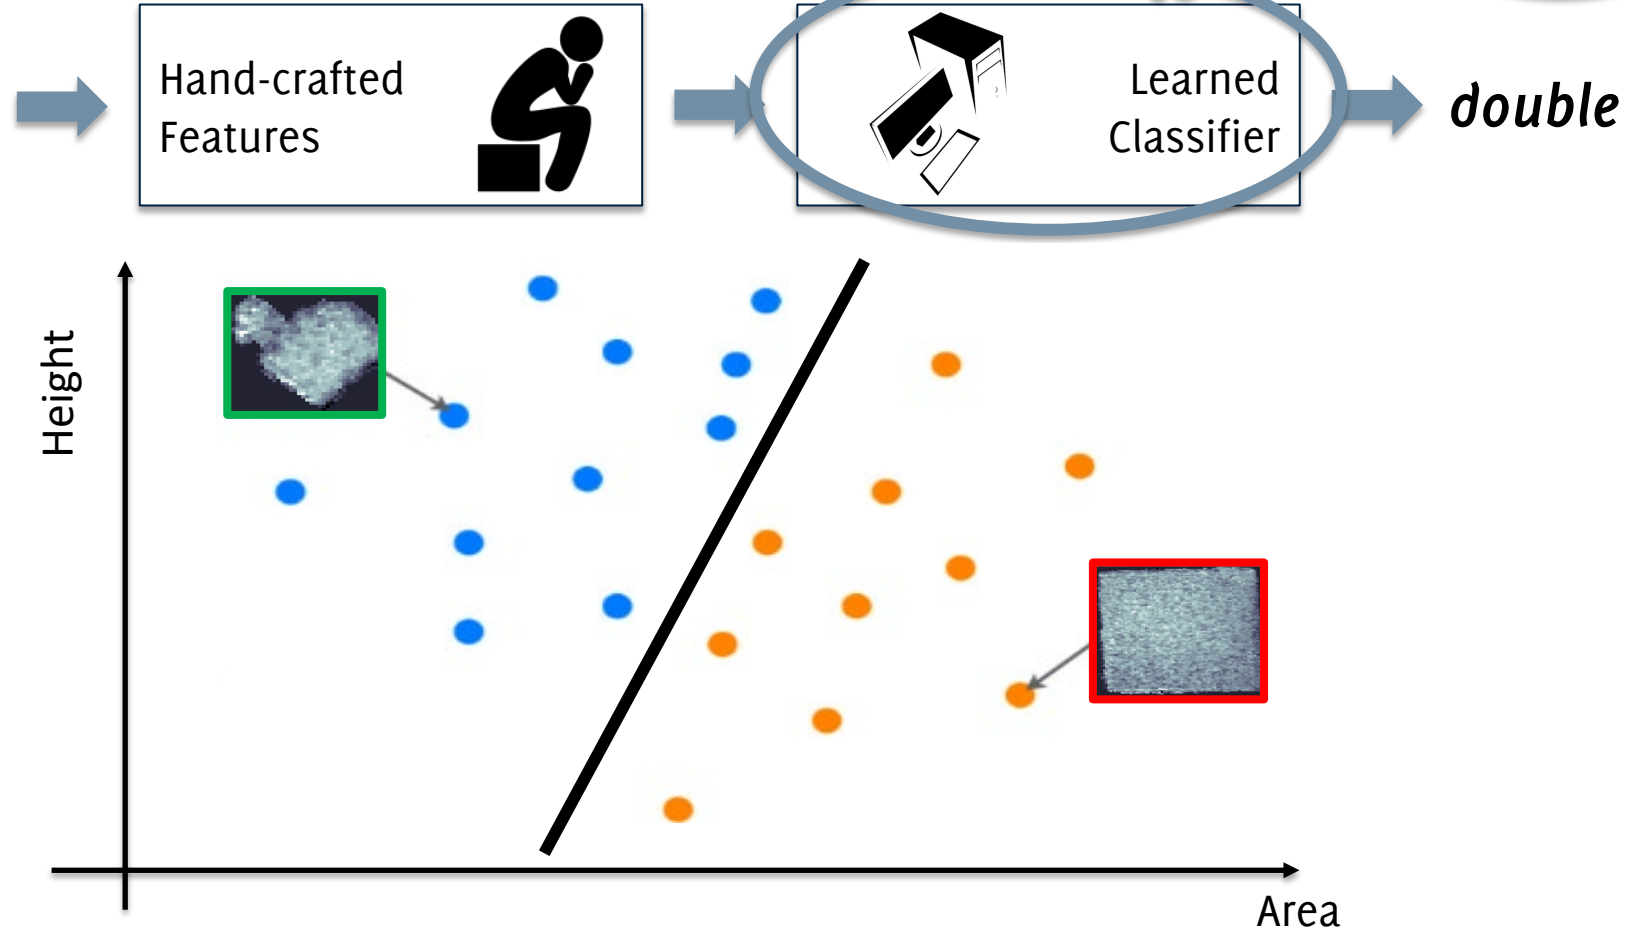 Hand-crafted
Features
Learned
Classifier
double
Height
Area